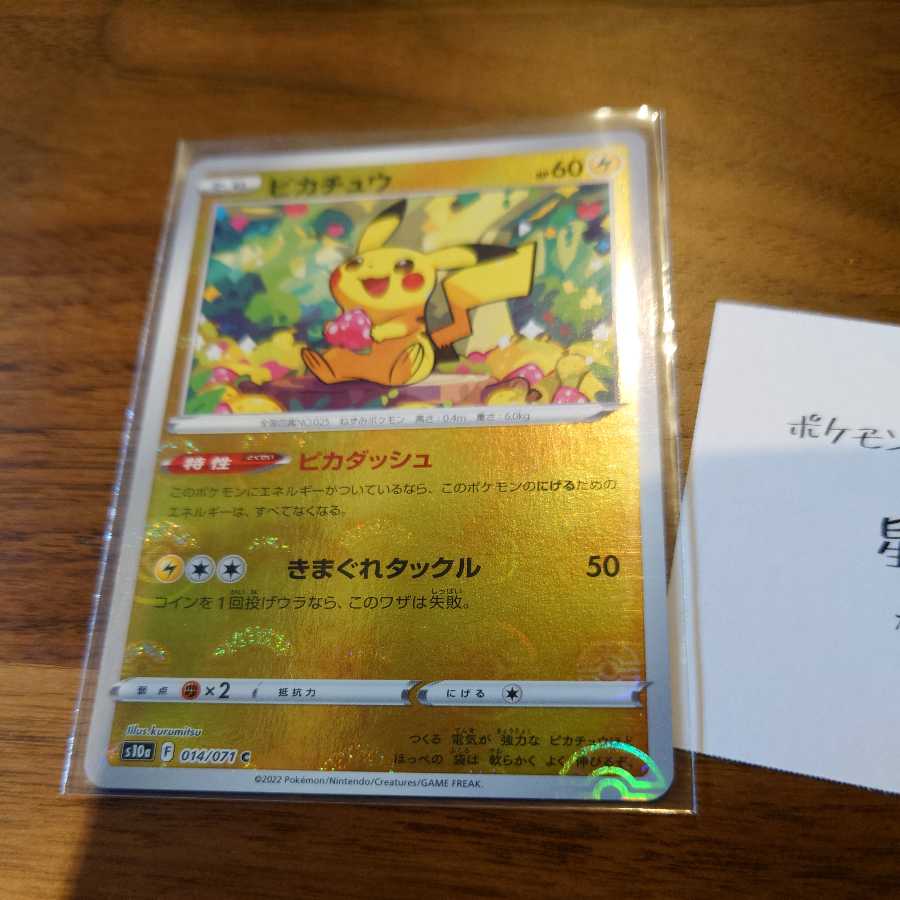 ピカチュウ
HP60
全国図鑑NO.025 ねずみポケモン 高さ:0.4m 重さ:6.0kg
特性 とくせい ピカダッシュ
このポケモンにエネルギーがついているなら、このポケモンのにげるための
エネルギーは、すべてなくなる。
きまぐれタックル 50
コインを1回投げウラなら、このワザは失敗。
弱点 ×2 抵抗力 にげる
Illus. kurumitsu
つくる 電気が 強力な ピカチュウほど
ほっぺの 袋は 軟らかく よく 伸びるぞ。
s10a F 014/071 C
©2022 Pokémon/Nintendo/Creatures/GAME FREAK.
ポケモン